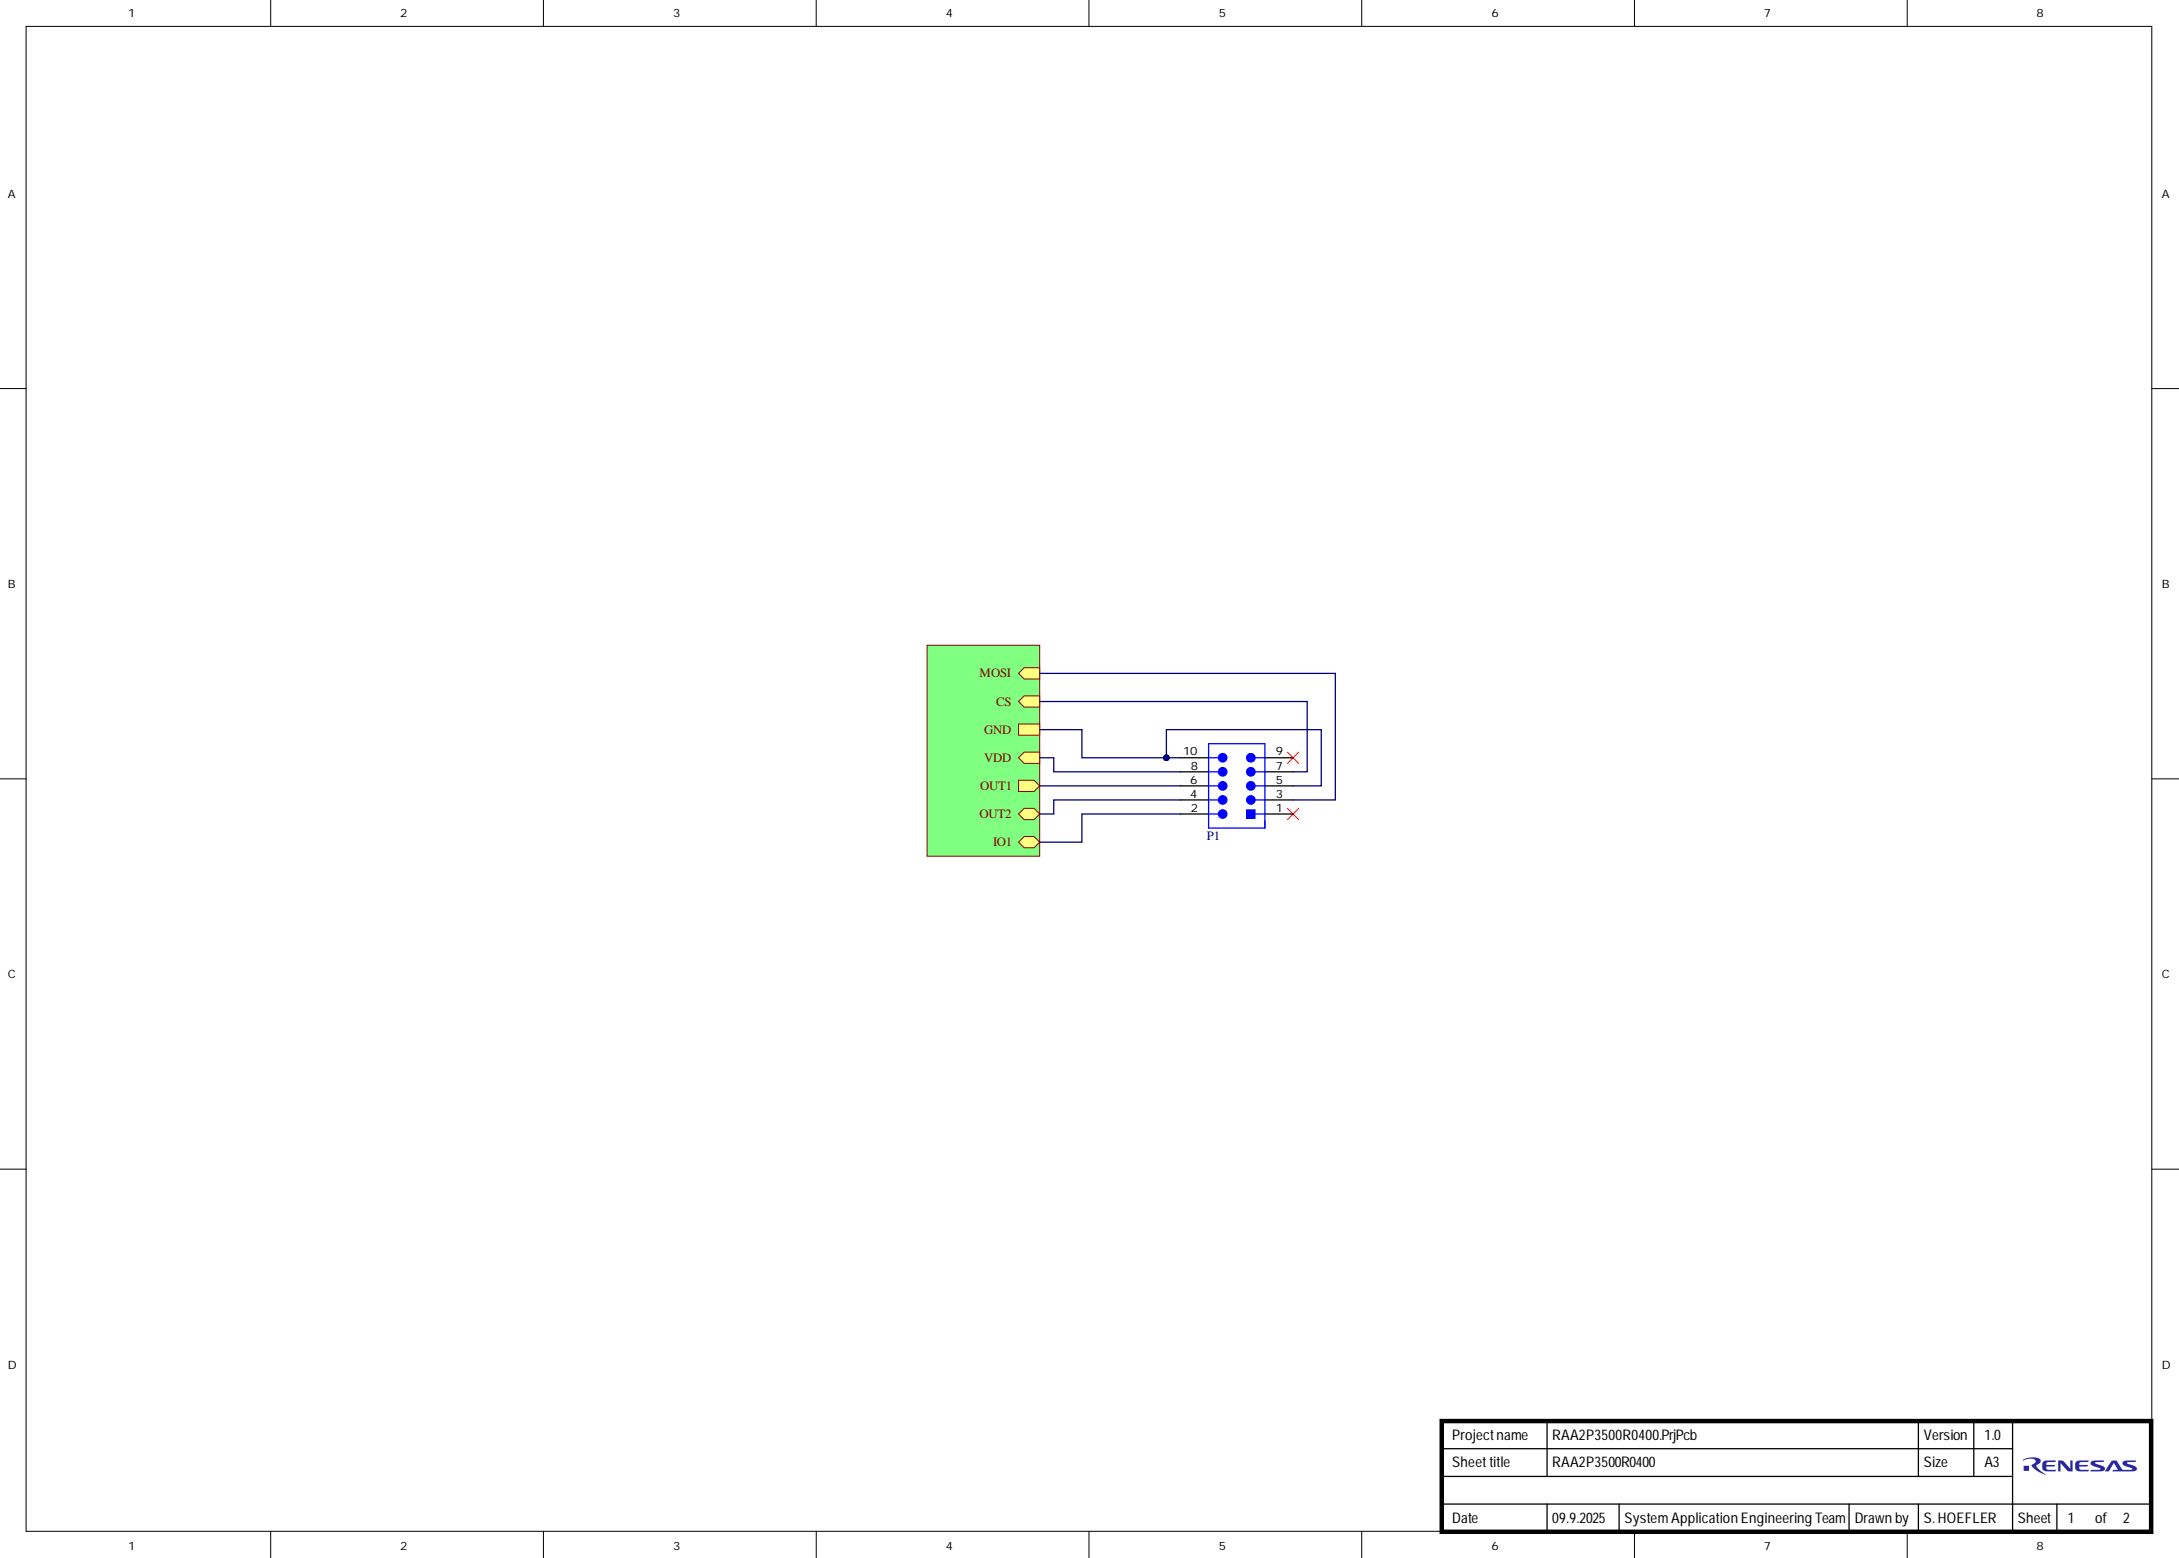 1 2 3 4 5 6 7 8
A A
B B
MOSI
CS
GND
VDD 10 9
8 7
OUT1 6 5
4 3
OUT2 2 1
P1
IO1
C C
D D
Project name RAA2P3500R0400.PrjPcb Version 1.0
Sheet title RAA2P3500R0400 Size A3
RENESAS
Date 09.9.2025 System Application Engineering Team Drawn by S. HOEFLER Sheet 1 of 2
1 2 3 4 5 6 7 8